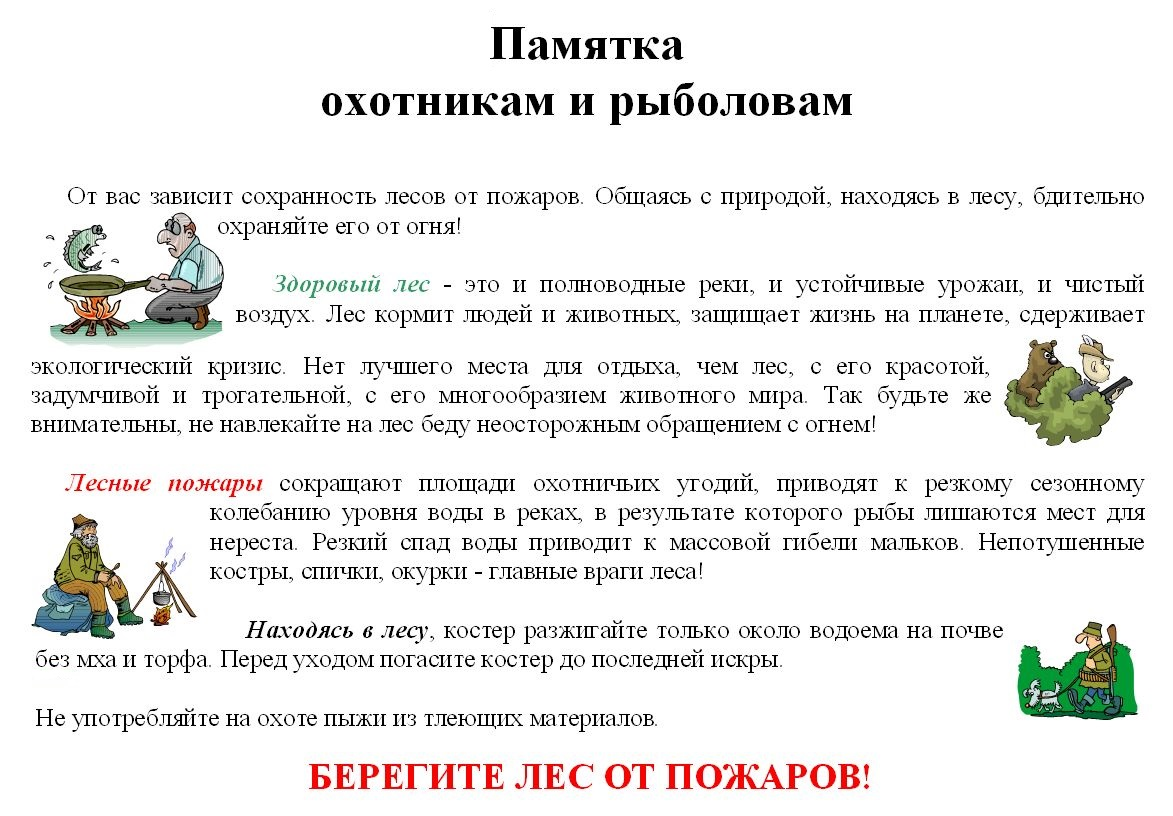 Памятка
охотникам и рыболовам
От вас зависит сохранность лесов от пожаров. Общаясь с природой, находясь в лесу, бдительно
охраняйте его от огня!
Здоровый лес - это и полноводные реки, и устойчивые урожаи, и чистый
воздух. Лес кормит людей и животных, защищает жизнь на планете, сдерживает
экологический кризис. Нет лучшего места для отдыха, чем лес, с его красотой,
задумчивой и трогательной, с его многообразием животного мира. Так будьте же
внимательны, не навлекайте на лес беду неосторожным обращением с огнем!
Лесные пожары сокращают площади охотничьих угодий, приводят к резкому сезонному
колебанию уровня воды в реках, в результате которого рыбы лишаются мест для
нереста. Резкий спад воды приводит к массовой гибели мальков. Непотушенные
костры, спички, окурки - главные враги леса!
Находясь в лесу, костер разжигайте только около водоема на почве
без мха и торфа. Перед уходом погасите костер до последней искры.
Не употребляйте на охоте пыжи из тлеющих материалов.
БЕРЕГИТЕ ЛЕС ОТ ПОЖАРОВ!